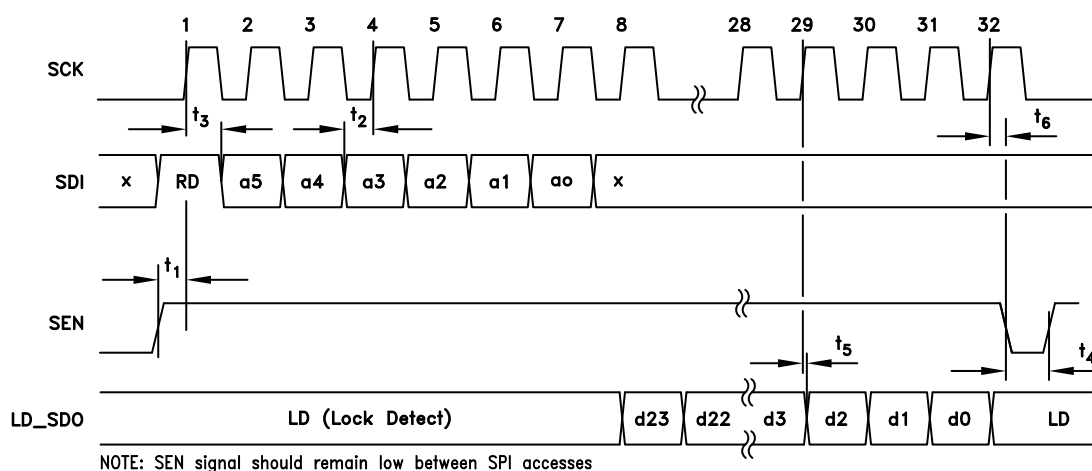 1 2 3 4 5 6 7 8 28 29 30 31 32
SCK
t3 t2 t6
SDI x RD a5 a4 a3 a2 a1 ao x
t1
SEN
t5 t4
LD_SDO LD (Lock Detect) d23 d22 d3 d2 d1 d0 LD
NOTE: SEN signal should remain low between SPI accesses